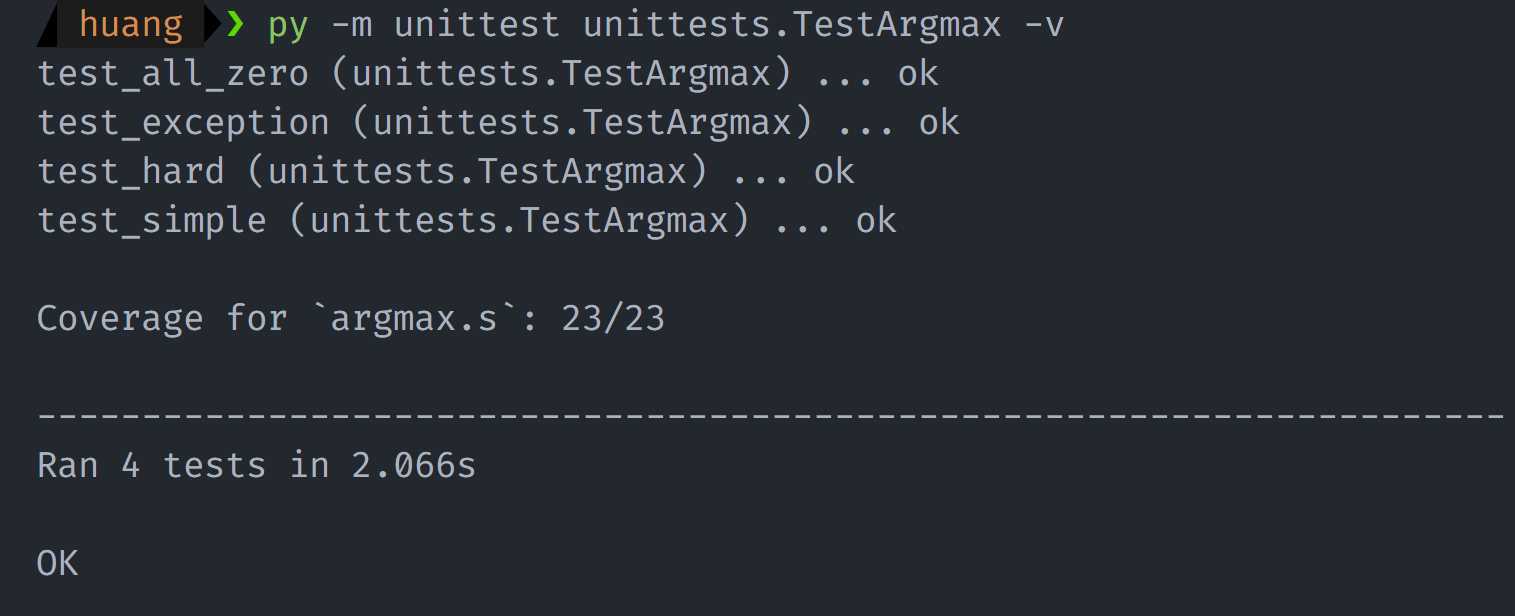 huang ❯ py -m unittest unittests.TestArgmax -v
test_all_zero (unittests.TestArgmax) ... ok
test_exception (unittests.TestArgmax) ... ok
test_hard (unittests.TestArgmax) ... ok
test_simple (unittests.TestArgmax) ... ok
Coverage for `argmax.s`: 23/23
----------------------------------------------------------------------
Ran 4 tests in 2.066s
OK